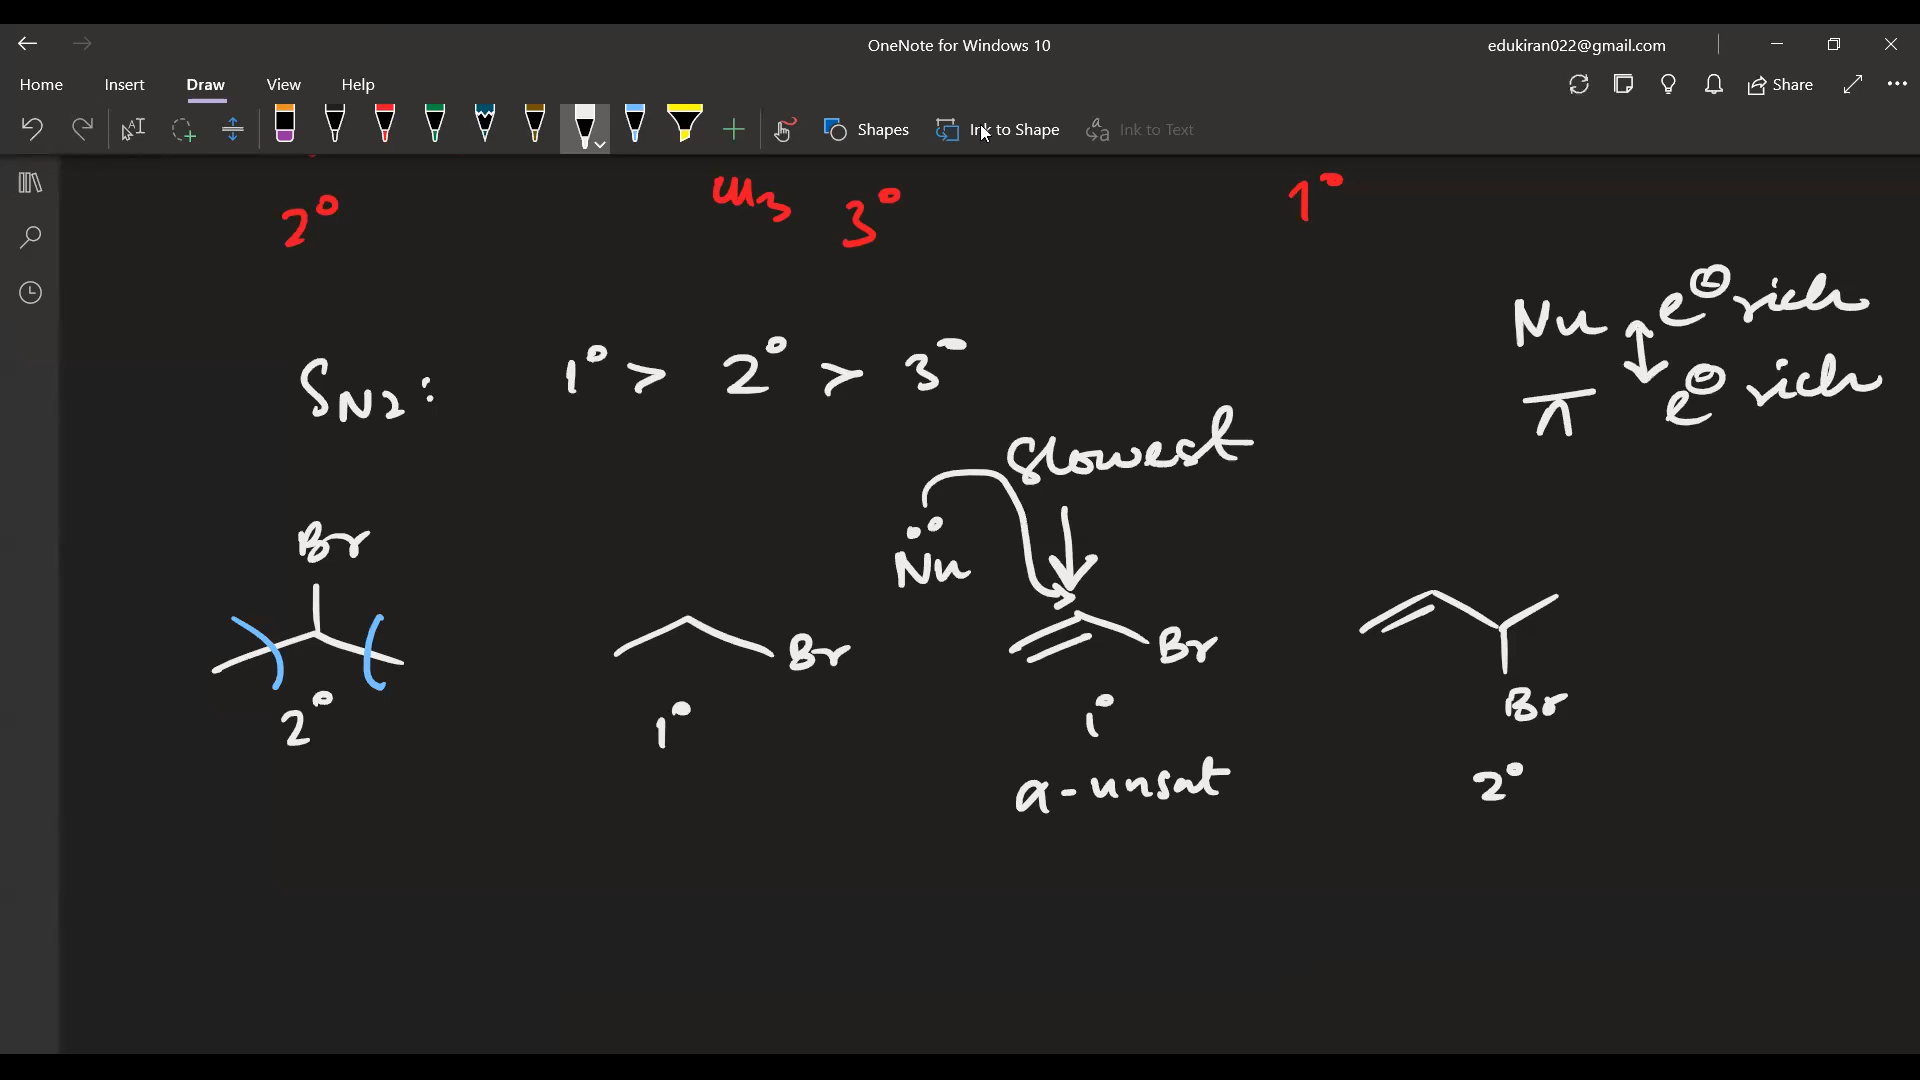 OneNote for Windows 10
edukiran022@gmail.com
Home Insert Draw View Help
Share
Shapes
Ink to Shape
Ink to Text
2° 3° 1°
Nu e⊖ rich
SN2: 1° > 2° > 3°
π e⊖ rich
Slowest
Br
Nu
Br
Br
Br
2° 1° 1° 2°
α-unsat